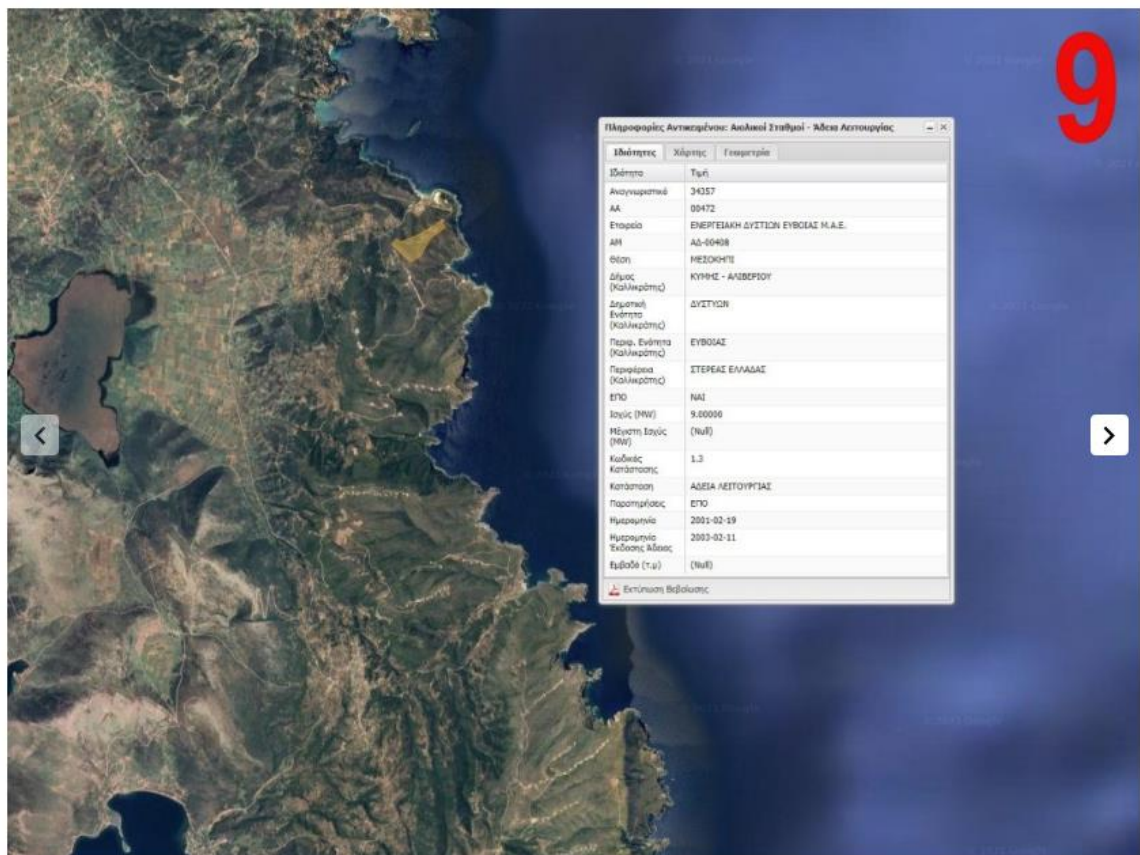 9
Πληροφορίες Αντικειμένου: Αιολικοί Σταθμοί - Άδεια Λειτουργίας
Ιδιότητες Χάρτης Γεωμετρία
Ιδιότητα Τιμή
Αναγνωριστικό 34357
ΑΑ 00472
Εταιρεία ΕΝΕΡΓΕΙΑΚΗ ΔΥΣΤΙΩΝ ΕΥΒΟΙΑΣ Μ.Α.Ε.
ΑΜ ΑΔ-00408
Θέση ΜΕΣΟΚΗΠΙ
Δήμος (Καλλικράτης) ΚΥΜΗΣ - ΑΛΙΒΕΡΙΟΥ
Δημοτική Ενότητα (Καλλικράτης) ΔΥΣΤΥΩΝ
Περιφ. Ενότητα (Καλλικράτης) ΕΥΒΟΙΑΣ
Περιφέρεια (Καλλικράτης) ΣΤΕΡΕΑΣ ΕΛΛΑΔΑΣ
ΕΠΟ ΝΑΙ
Ισχύς (MW) 9.00000
Μέγιστη Ισχύς (MW) (Null)
Κωδικός Κατάστασης 1.3
Κατάσταση ΑΔΕΙΑ ΛΕΙΤΟΥΡΓΙΑΣ
Παρατηρήσεις ΕΠΟ
Ημερομηνία 2001-02-19
Ημερομηνία Έκδοσης Άδειας 2003-02-11
Εμβαδό (τ.μ) (Null)
Εκτύπωση Βεβαίωσης